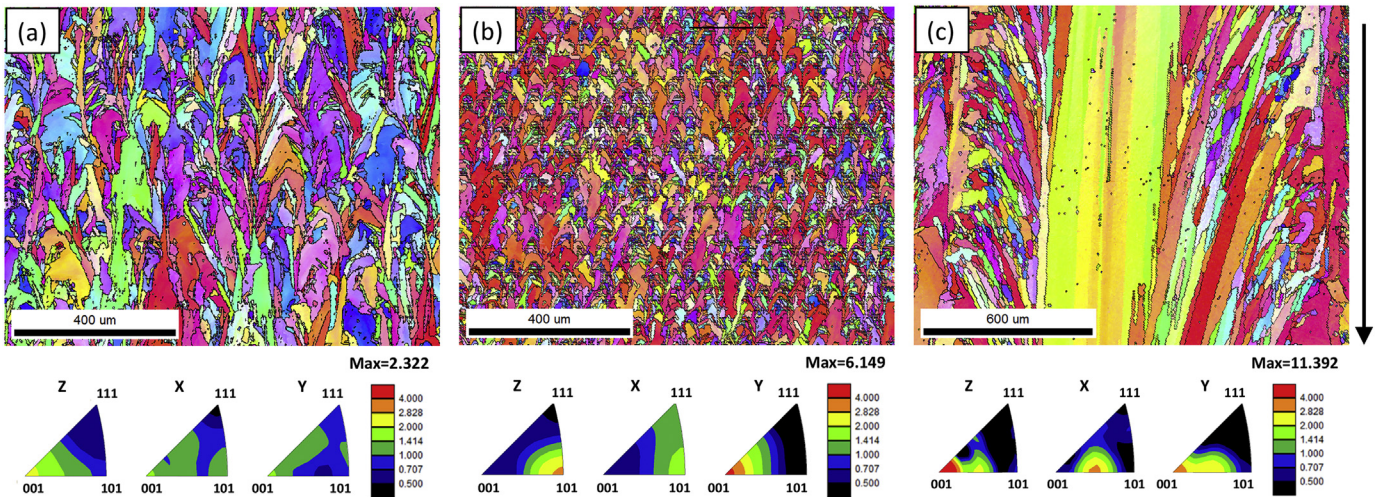 (a)
(b)
(c)
400 um
400 um
600 um
Max=2.322
Max=6.149
Max=11.392
Z 111 X 111 Y 111
001 101 001 101 001 101
4.000
2.828
2.000
1.414
1.000
0.707
0.500
Z 111 X 111 Y 111
001 101 001 101 001 101
4.000
2.828
2.000
1.414
1.000
0.707
0.500
Z 111 X 111 Y 111
001 101 001 101 001 101
4.000
2.828
2.000
1.414
1.000
0.707
0.500